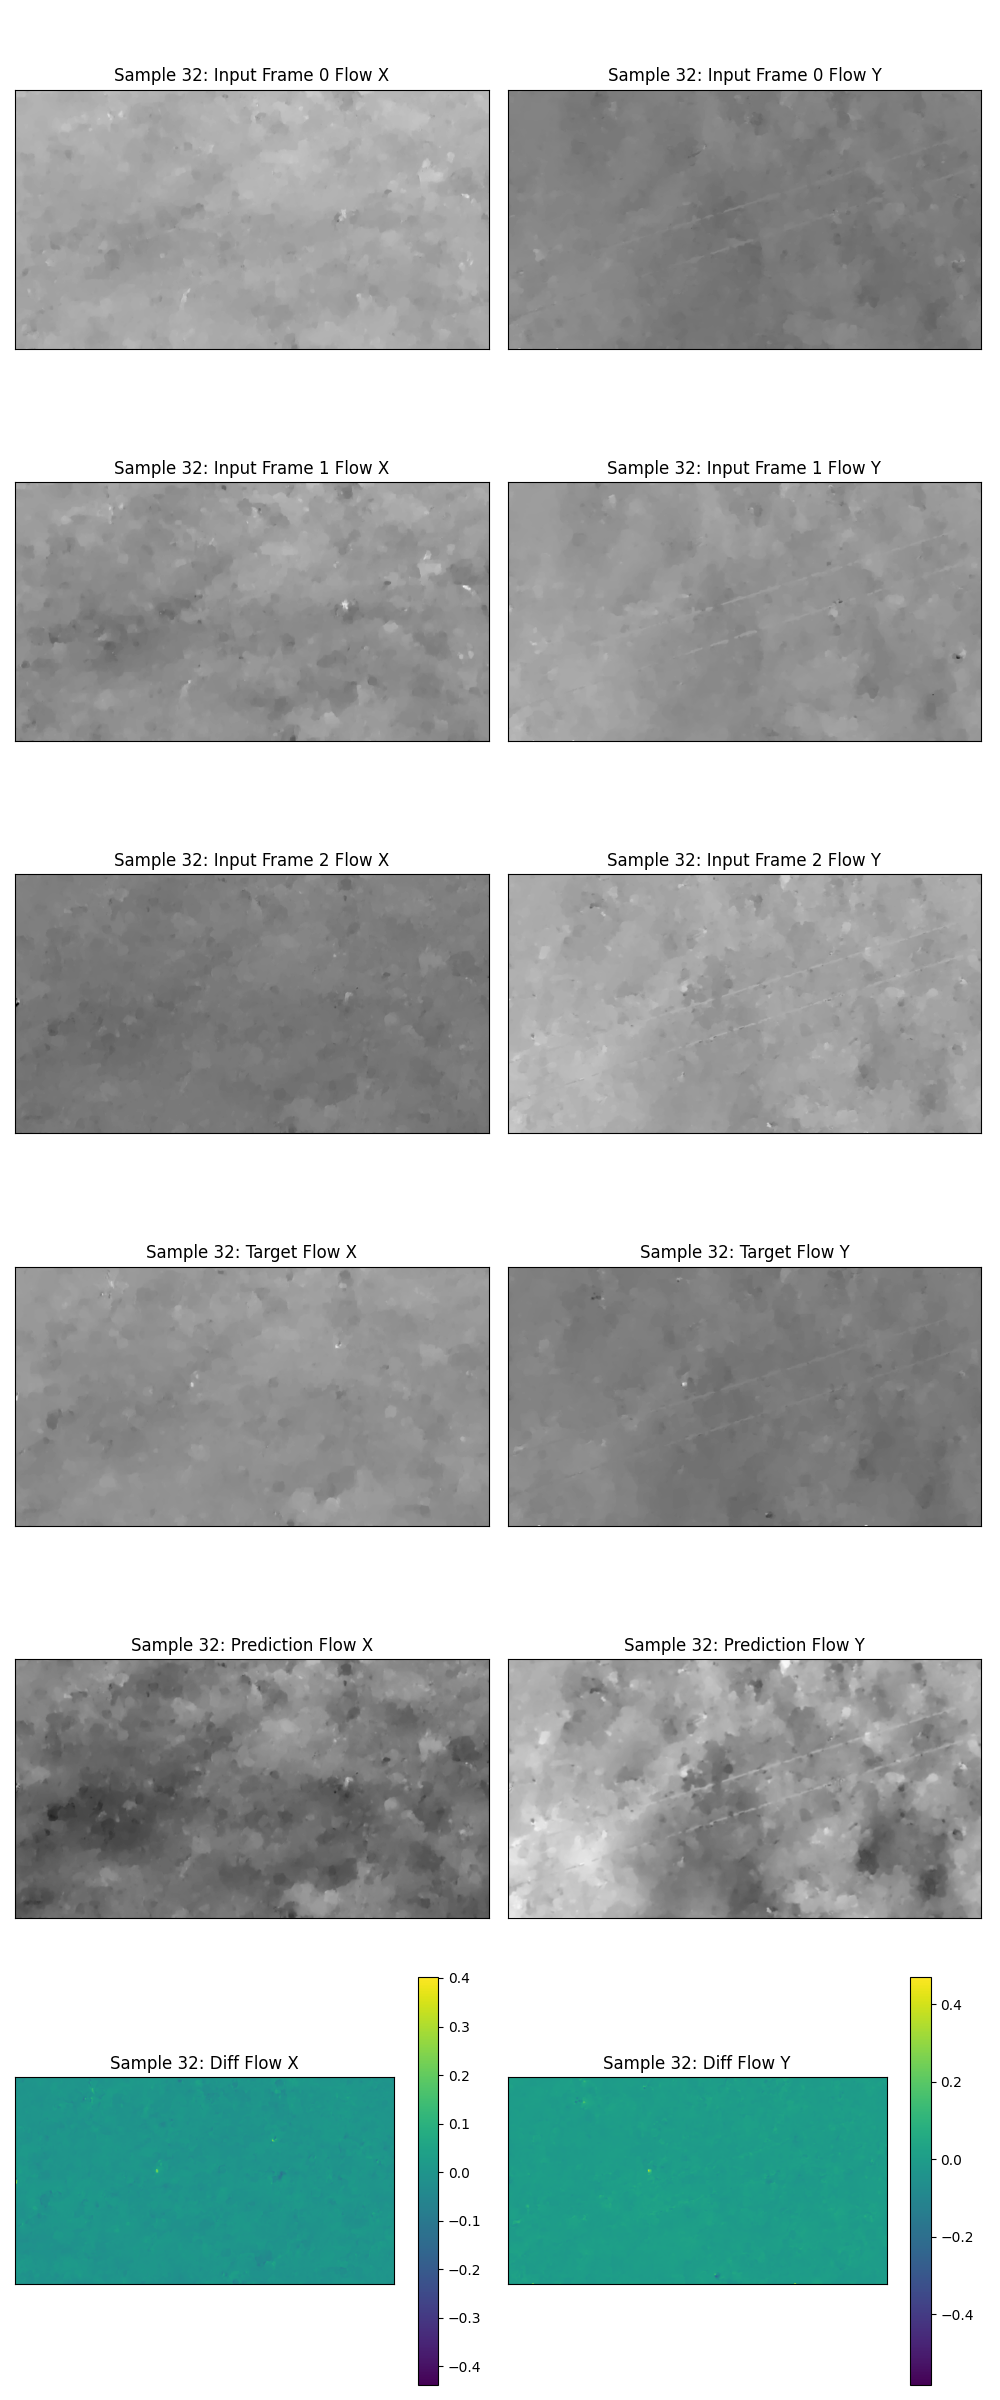 Sample 32: Input Frame 0 Flow X
Sample 32: Input Frame 0 Flow Y
Sample 32: Input Frame 1 Flow X
Sample 32: Input Frame 1 Flow Y
Sample 32: Input Frame 2 Flow X
Sample 32: Input Frame 2 Flow Y
Sample 32: Target Flow X
Sample 32: Target Flow Y
Sample 32: Prediction Flow X
Sample 32: Prediction Flow Y
Sample 32: Diff Flow X
0.4
0.3
0.2
0.1
0.0
−0.1
−0.2
−0.3
−0.4
Sample 32: Diff Flow Y
0.4
0.2
0.0
−0.2
−0.4